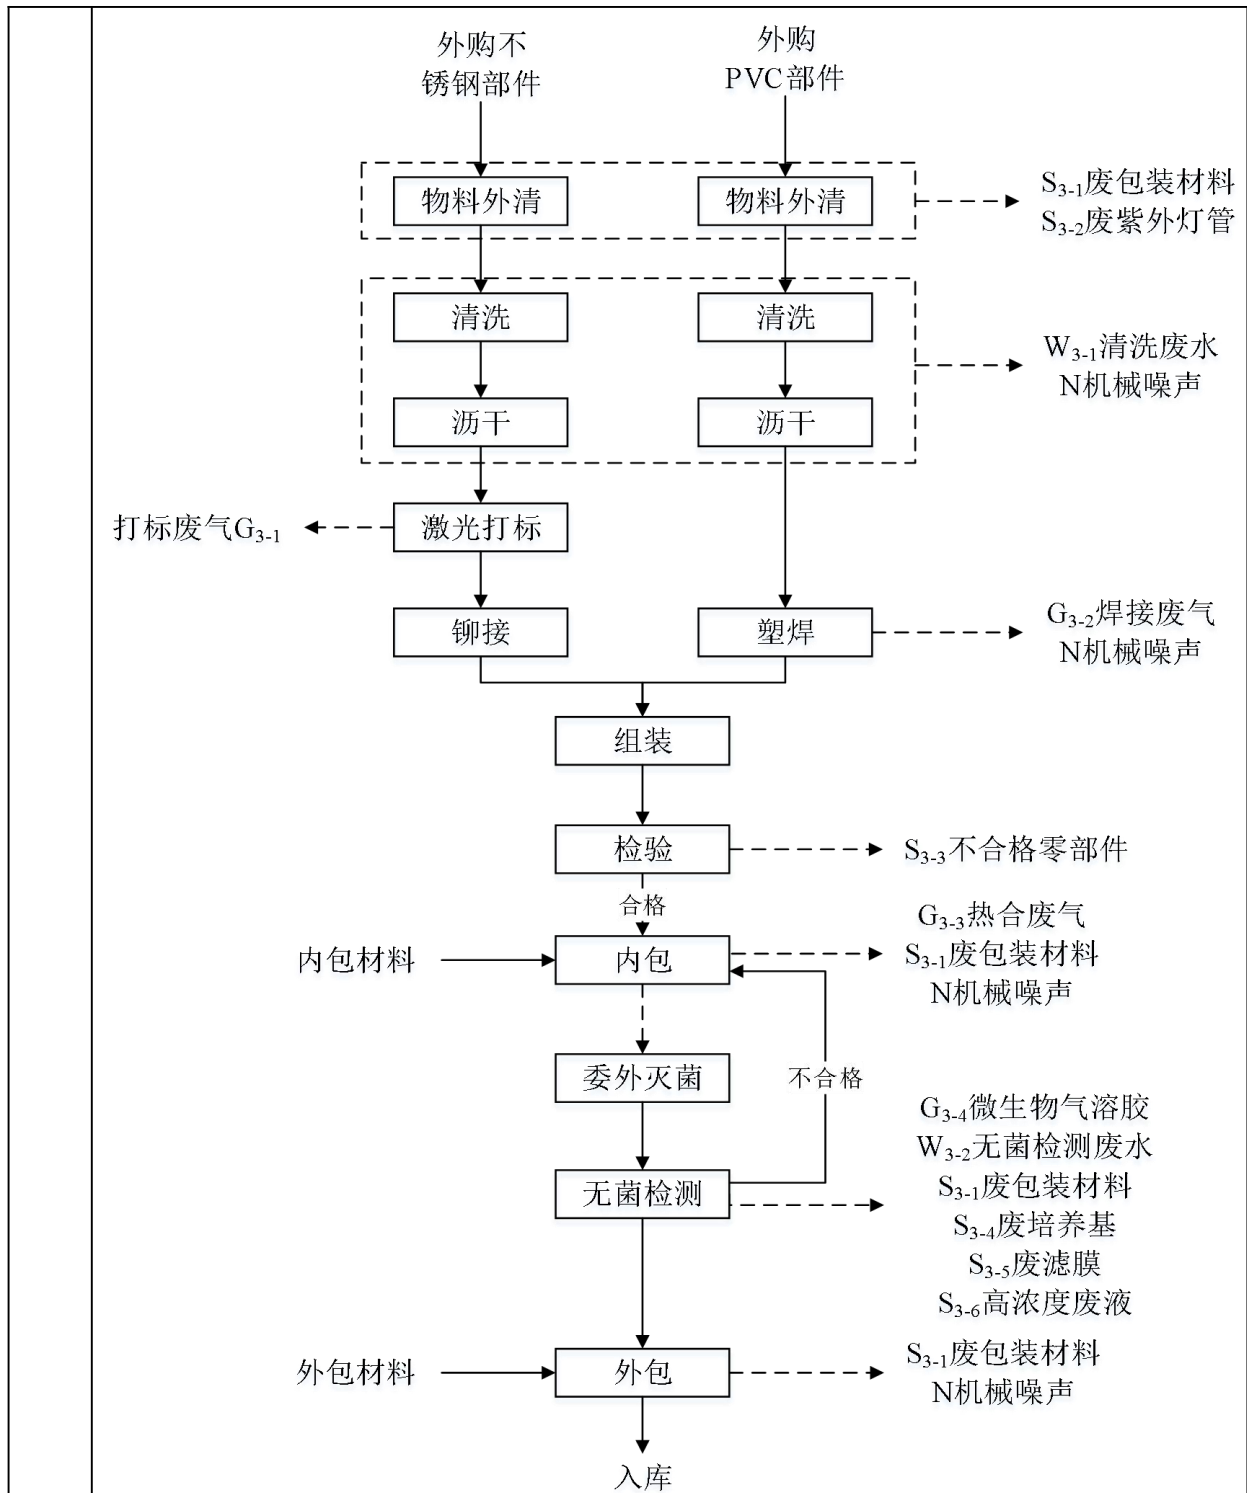 外购不
锈钢部件
外购
PVC部件
物料外清
物料外清
S3-1废包装材料
S3-2废紫外灯管
清洗
清洗
W3-1清洗废水
N机械噪声
沥干
沥干
打标废气G3-1
激光打标
铆接
塑焊
G3-2焊接废气
N机械噪声
组装
检验
S3-3不合格零部件
合格
内包材料
内包
G3-3热合废气
S3-1废包装材料
N机械噪声
委外灭菌
不合格
无菌检测
G3-4微生物气溶胶
W3-2无菌检测废水
S3-1废包装材料
S3-4废培养基
S3-5废滤膜
S3-6高浓度废液
外包材料
外包
S3-1废包装材料
N机械噪声
入库